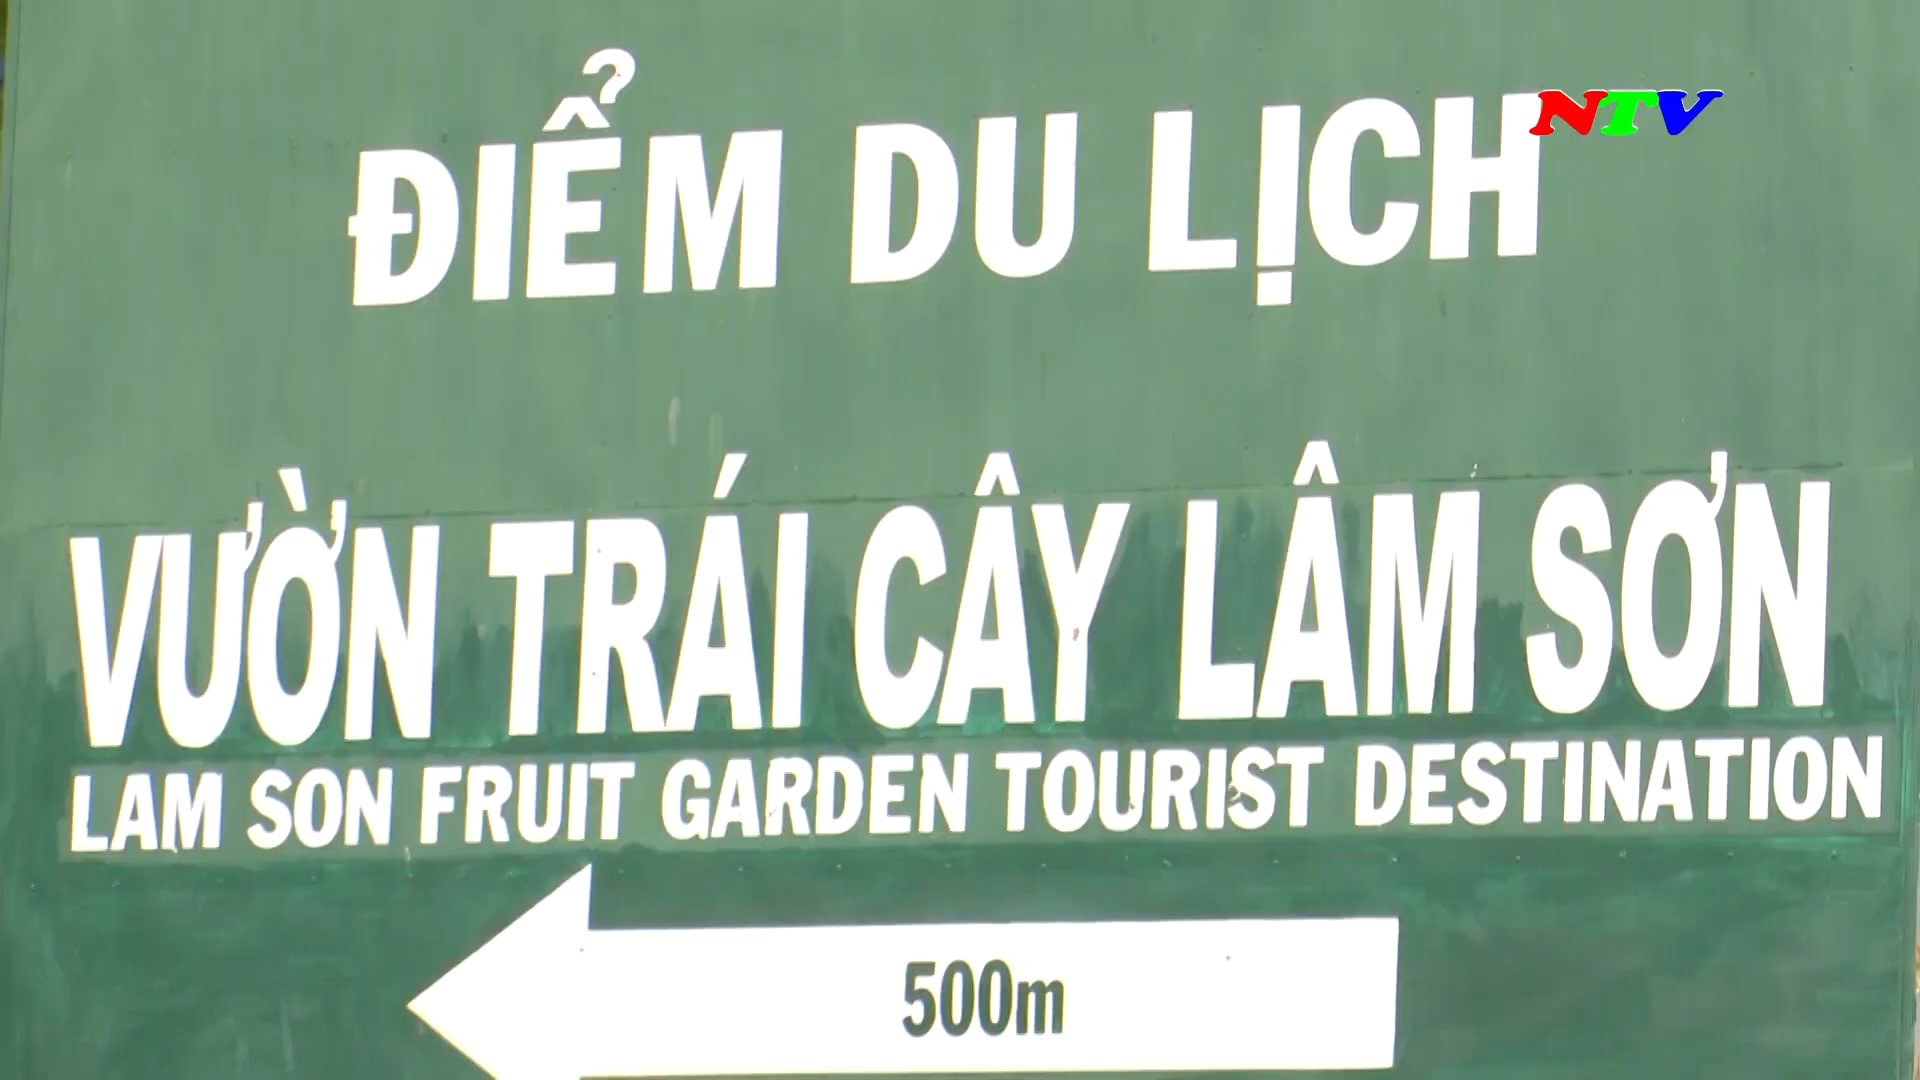 NTV
ĐIỂM DU LỊCH
VƯỜN TRÁI CÂY LÂM SƠN
LAM SON FRUIT GARDEN TOURIST DESTINATION
500m